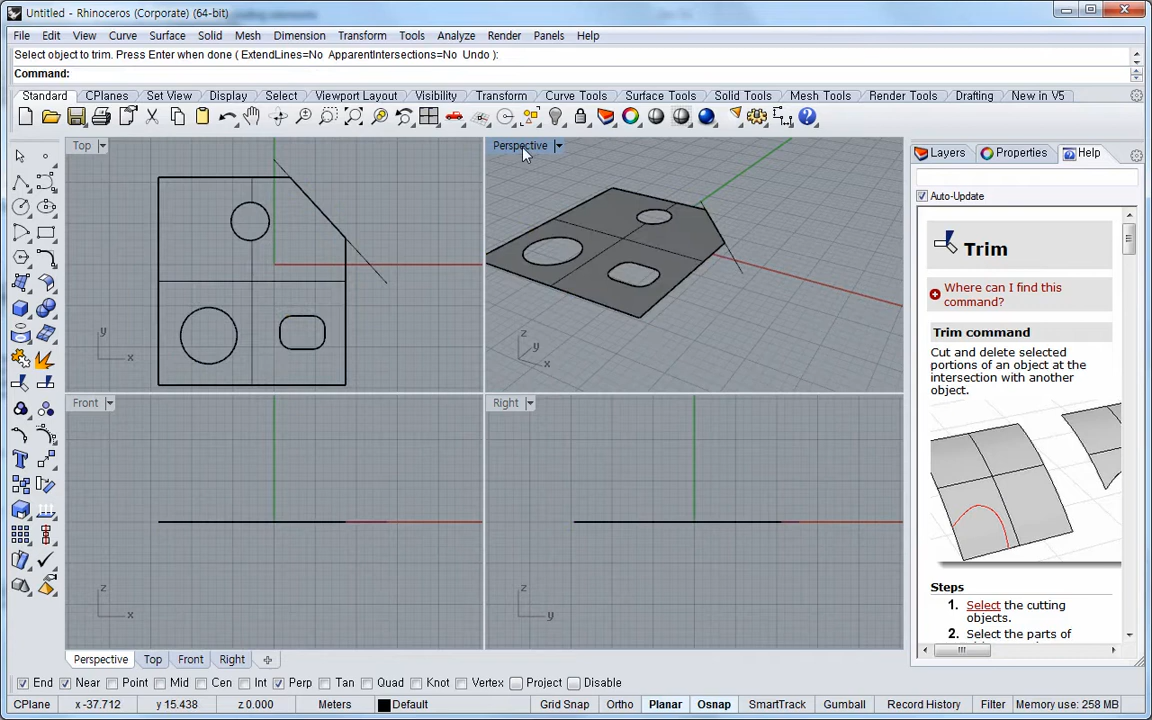 Untitled - Rhinoceros (Corporate) (64-bit)
File Edit View Curve Surface Solid Mesh Dimension Transform Tools Analyze Render Panels Help
Select object to trim. Press Enter when done ( ExtendLines=No ApparentIntersections=No Undo ):
Command:
Standard CPlanes Set View Display Select Viewport Layout Visibility Transform Curve Tools Surface Tools Solid Tools Mesh Tools Render Tools Drafting New in V5
Top
Perspective
Layers Properties Help
Auto-Update
Trim
Where can I find this
command?
Trim command
Cut and delete selected
portions of an object at the
intersection with another
object.
y
x
z
y
x
Front
Right
z
x
z
y
Steps
1. Select the cutting
objects.
2. Select the parts of
Perspective Top Front Right
End Near Point Mid Cen Int Perp Tan Quad Knot Vertex Project Disable
CPlane x -37.712 y 15.438 z 0.000 Meters Default Grid Snap Ortho Planar Osnap SmartTrack Gumball Record History Filter Memory use: 258 MB